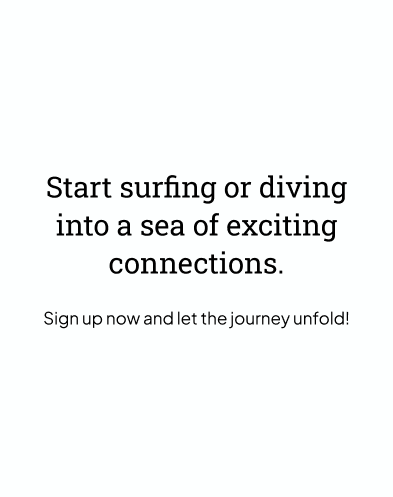 Start surfing or diving
into a sea of exciting
connections.
Sign up now and let the journey unfold!